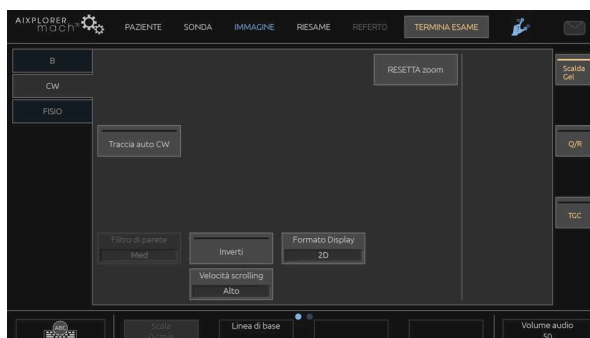 AIXPLORER
mach
PAZIENTE
SONDA
IMMAGINE
RIESAME
REFERTO
TERMINA ESAME
B
CW
FISIO
RESETTA zoom
Scalda
Gel
Traccia auto CW
Q/R
TGC
Filtro di parete
Med
Inverti
Formato Display
2D
Velocità scrolling
Alto
ABC
Scala
Linea di base
Volume audio
50